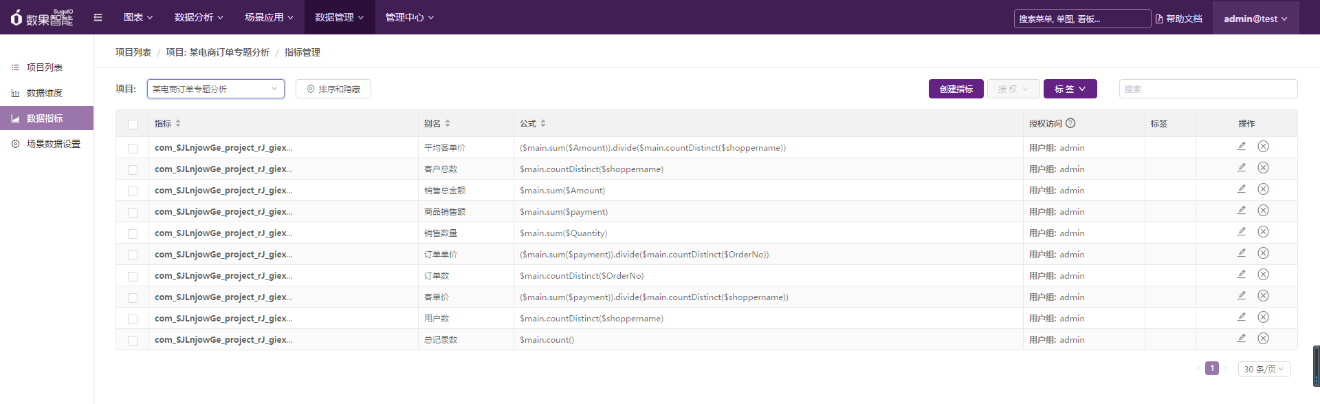 SugoIO
数果智能 图表 数据分析 场景应用 数据管理 管理中心 搜索菜单, 单图, 看板... 帮助文档 admin@test
项目列表 / 项目: 某电商订单专题分析 / 指标管理
项目列表
数据维度
数据指标
场景数据设置
项目: 某电商订单专题分析 排序和隐藏 创建指标 授 权 标 签 搜索
指标 别名 公式 授权访问 标签 操作
com_SJLnjowGe_project_rJ_giex... 平均客单价 ($main.sum($Amount)).divide($main.countDistinct($shoppername)) 用户组: admin
com_SJLnjowGe_project_rJ_giex... 客户总数 $main.countDistinct($shoppername) 用户组: admin
com_SJLnjowGe_project_rJ_giex... 销售总金额 $main.sum($Amount) 用户组: admin
com_SJLnjowGe_project_rJ_giex... 商品销售额 $main.sum($payment) 用户组: admin
com_SJLnjowGe_project_rJ_giex... 销售数量 $main.sum($Quantity) 用户组: admin
com_SJLnjowGe_project_rJ_giex... 订单单价 ($main.sum($payment)).divide($main.countDistinct($OrderNo)) 用户组: admin
com_SJLnjowGe_project_rJ_giex... 订单数 $main.countDistinct($OrderNo) 用户组: admin
com_SJLnjowGe_project_rJ_giex... 客单价 ($main.sum($payment)).divide($main.countDistinct($shoppername)) 用户组: admin
com_SJLnjowGe_project_rJ_giex... 用户数 $main.countDistinct($shoppername) 用户组: admin
com_SJLnjowGe_project_rJ_giex... 总记录数 $main.count() 用户组: admin
1 30 条/页